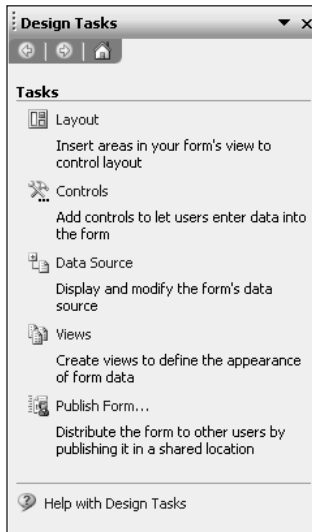 Design Tasks
Tasks
Layout
Insert areas in your form's view to
control layout
Controls
Add controls to let users enter data into
the form
Data Source
Display and modify the form's data
source
Views
Create views to define the appearance
of form data
Publish Form...
Distribute the form to other users by
publishing it in a shared location
Help with Design Tasks